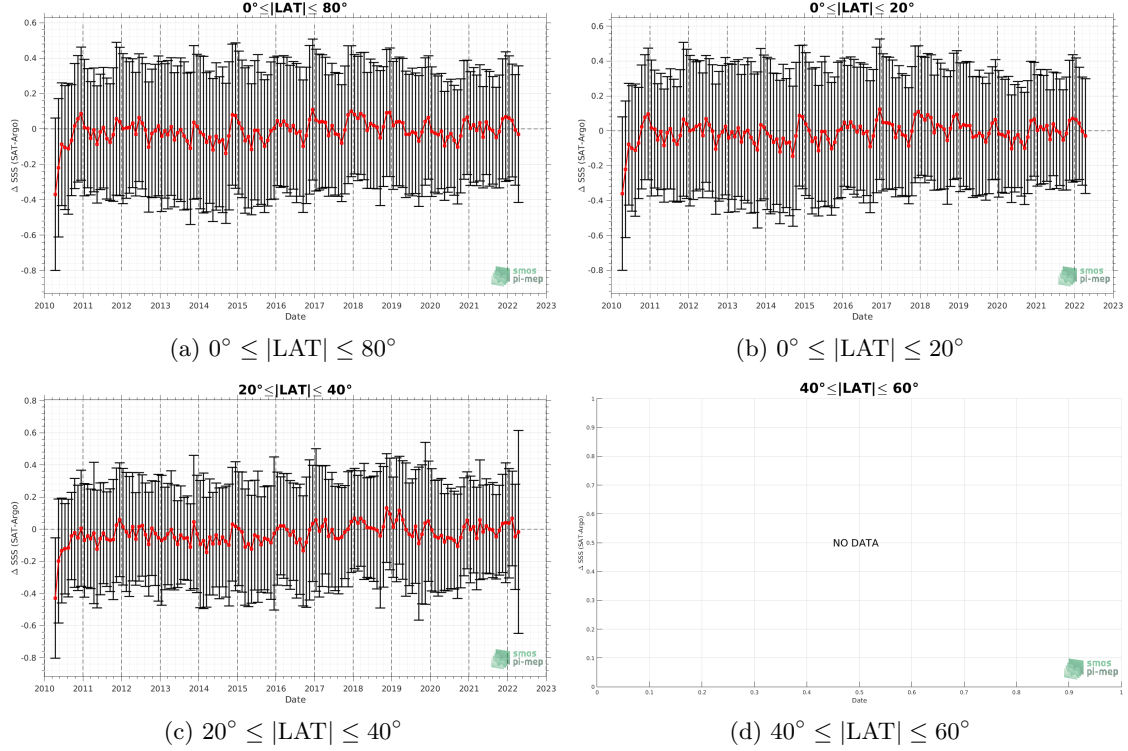 0°≤|LAT|≤ 80°
Δ SSS (SAT-Argo)
0.6
0.4
0.2
0
-0.2
-0.4
-0.6
-0.8
2010 2011 2012 2013 2014 2015 2016 2017 2018 2019 2020 2021 2022 2023
Date
smos
pi-mep
(a) 0° ≤ |LAT| ≤ 80°
0°≤|LAT|≤ 20°
Δ SSS (SAT-Argo)
0.6
0.4
0.2
0
-0.2
-0.4
-0.6
-0.8
2010 2011 2012 2013 2014 2015 2016 2017 2018 2019 2020 2021 2022 2023
Date
smos
pi-mep
(b) 0° ≤ |LAT| ≤ 20°
20°≤|LAT|≤ 40°
Δ SSS (SAT-Argo)
0.8
0.6
0.4
0.2
0
-0.2
-0.4
-0.6
-0.8
2010 2011 2012 2013 2014 2015 2016 2017 2018 2019 2020 2021 2022 2023
Date
smos
pi-mep
(c) 20° ≤ |LAT| ≤ 40°
40°≤|LAT|≤ 60°
Δ SSS (SAT-Argo)
1
0.9
0.8
0.7
0.6
0.5
0.4
0.3
0.2
0.1
0
NO DATA
0 0.1 0.2 0.3 0.4 0.5 0.6 0.7 0.8 0.9 1
Date
smos
pi-mep
(d) 40° ≤ |LAT| ≤ 60°